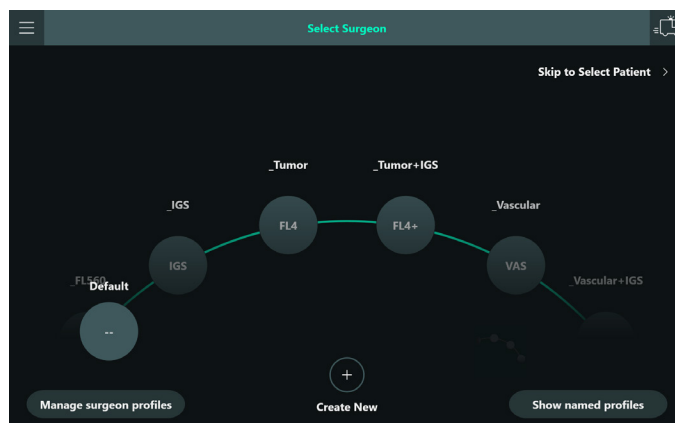 Select Surgeon
Skip to Select Patient
_Tumor
_Tumor+IGS
_IGS
_Vascular
FL4
FL4+
IGS
VAS
_FL560
Default
_Vascular+IGS
--
Create New
Manage surgeon profiles
Show named profiles